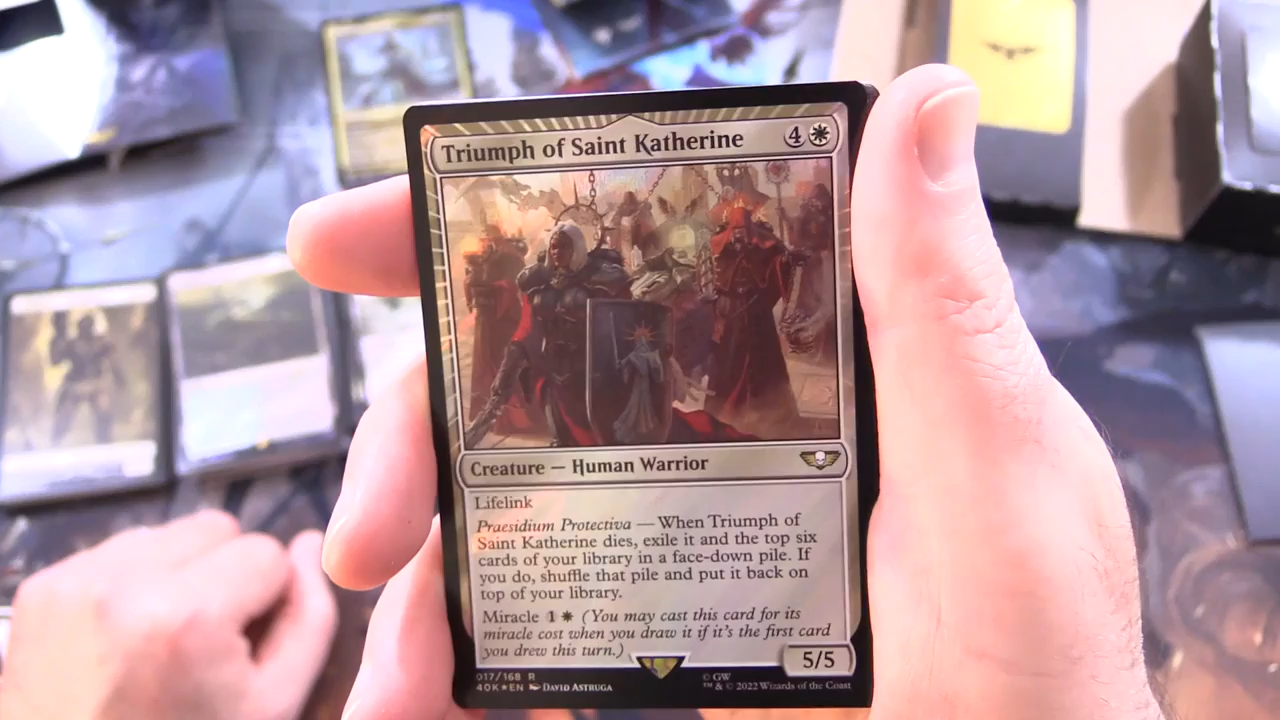 Triumph of Saint Katherine 4
Creature — Human Warrior
Lifelink
Praesidium Protectiva — When Triumph of
Saint Katherine dies, exile it and the top six
cards of your library in a face-down pile. If
you do, shuffle that pile and put it back on
top of your library.
Miracle 1 (You may cast this card for its
miracle cost when you draw it if it's the first card
you drew this turn.)
5/5
017/168 R
40K★EN DAVID ASTRUGA
© GW
™ & © 2022 Wizards of the Coast